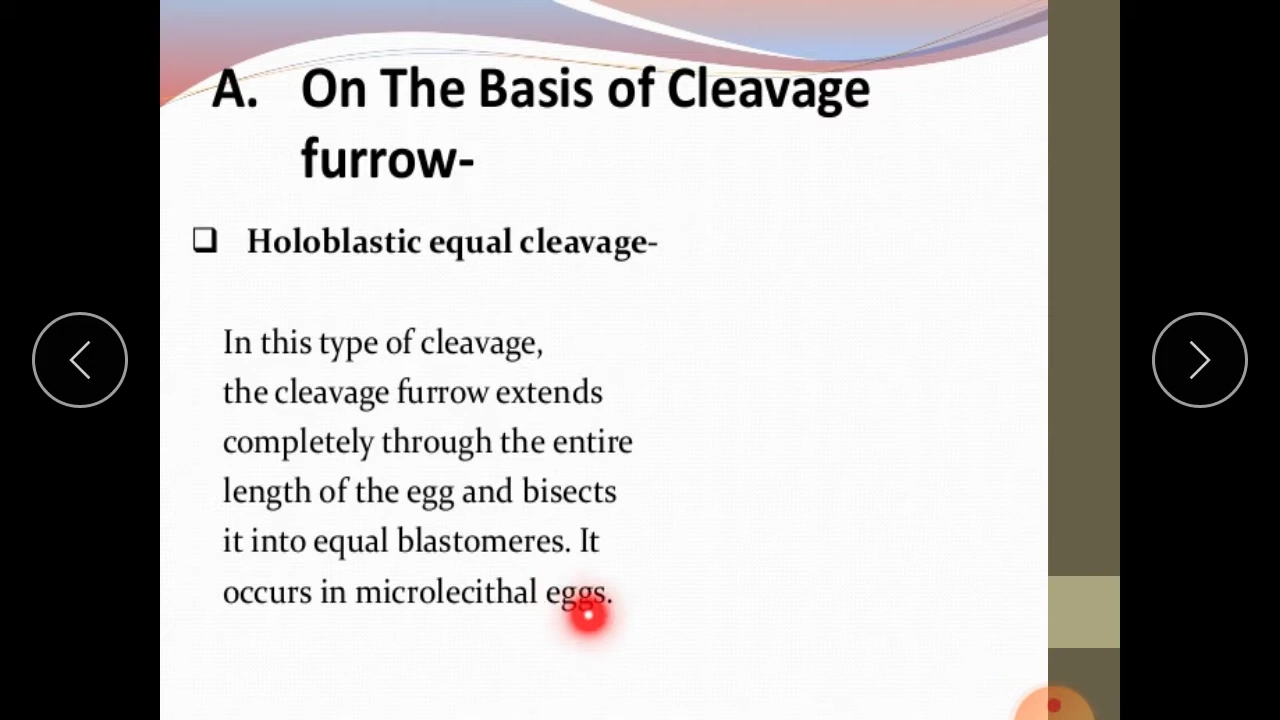 A. On The Basis of Cleavage
furrow-
Holoblastic equal cleavage-
In this type of cleavage,
the cleavage furrow extends
completely through the entire
length of the egg and bisects
it into equal blastomeres. It
occurs in microlecithal eggs.